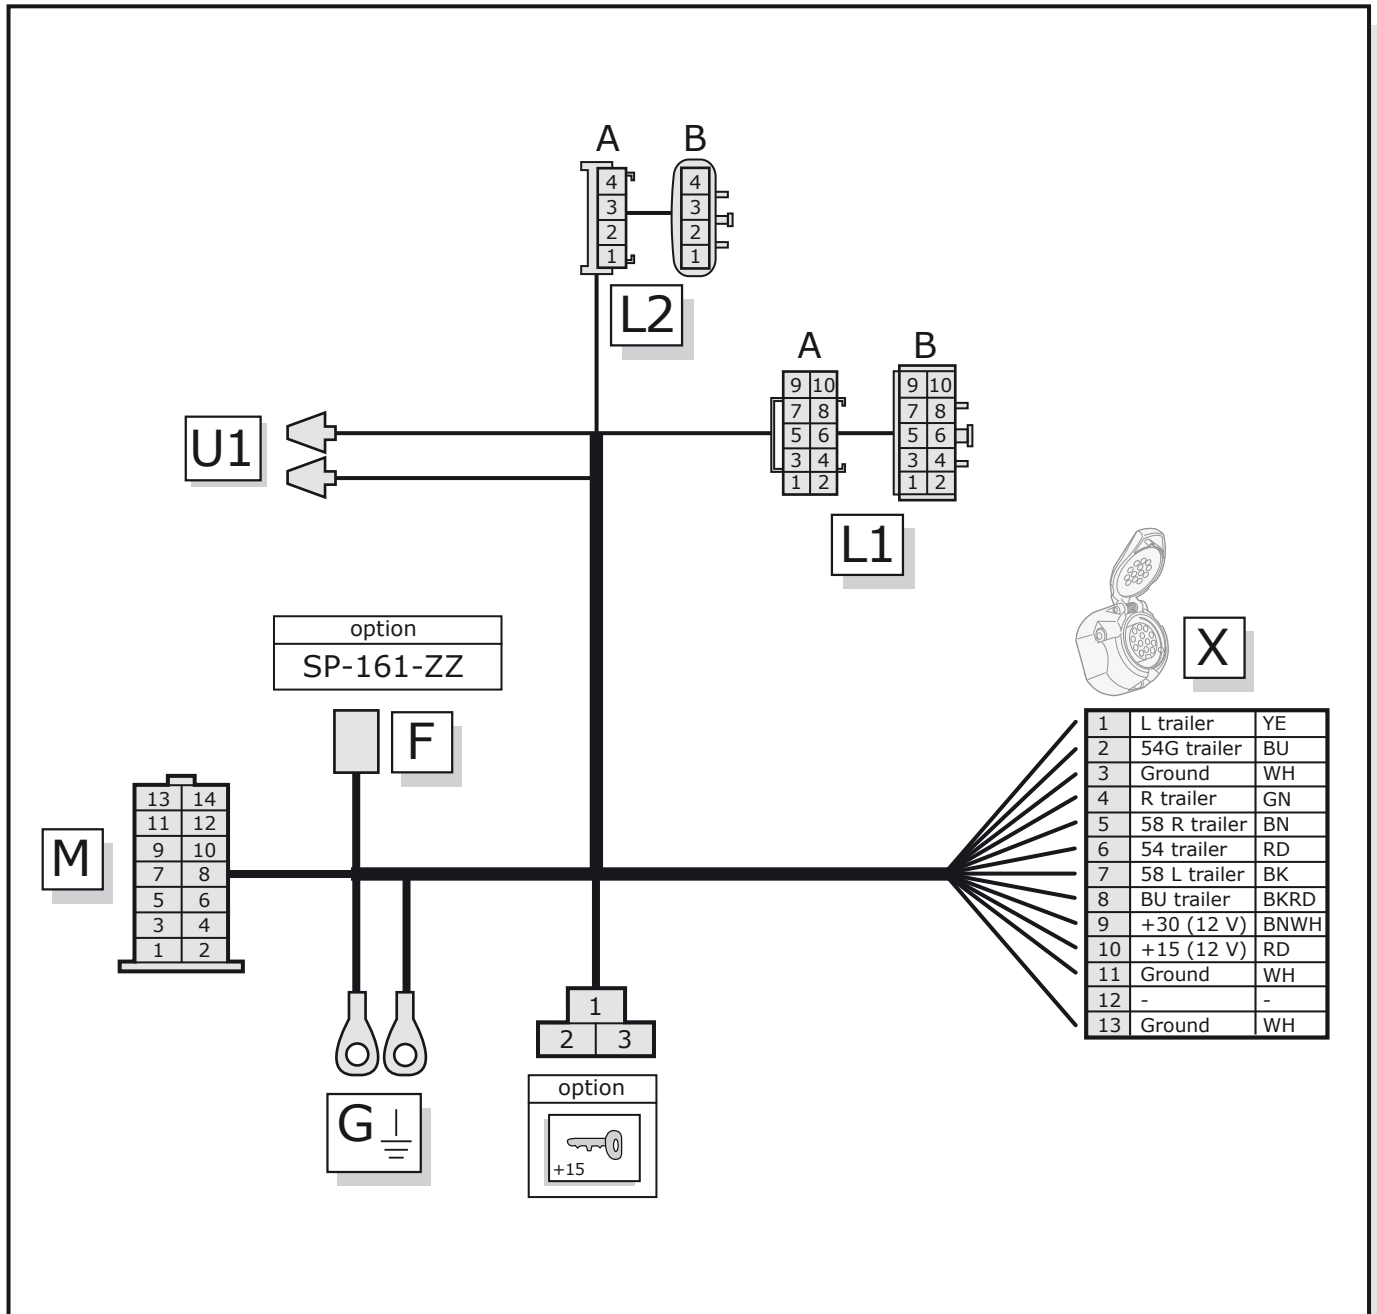 A B
4 4
3 3
2 2
1 1
L2
A B
9 10 9 10
7 8 7 8
5 6 5 6
3 4 3 4
1 2 1 2
L1
U1
option
SP-161-ZZ
F
X
1 L trailer YE
2 54G trailer BU
3 Ground WH
4 R trailer GN
5 58 R trailer BN
6 54 trailer RD
7 58 L trailer BK
8 BU trailer BKRD
9 +30 (12 V) BNWH
10 +15 (12 V) RD
11 Ground WH
12 - -
13 Ground WH
M
13 14
11 12
9 10
7 8
5 6
3 4
1 2
G
1
2 3
option
+15